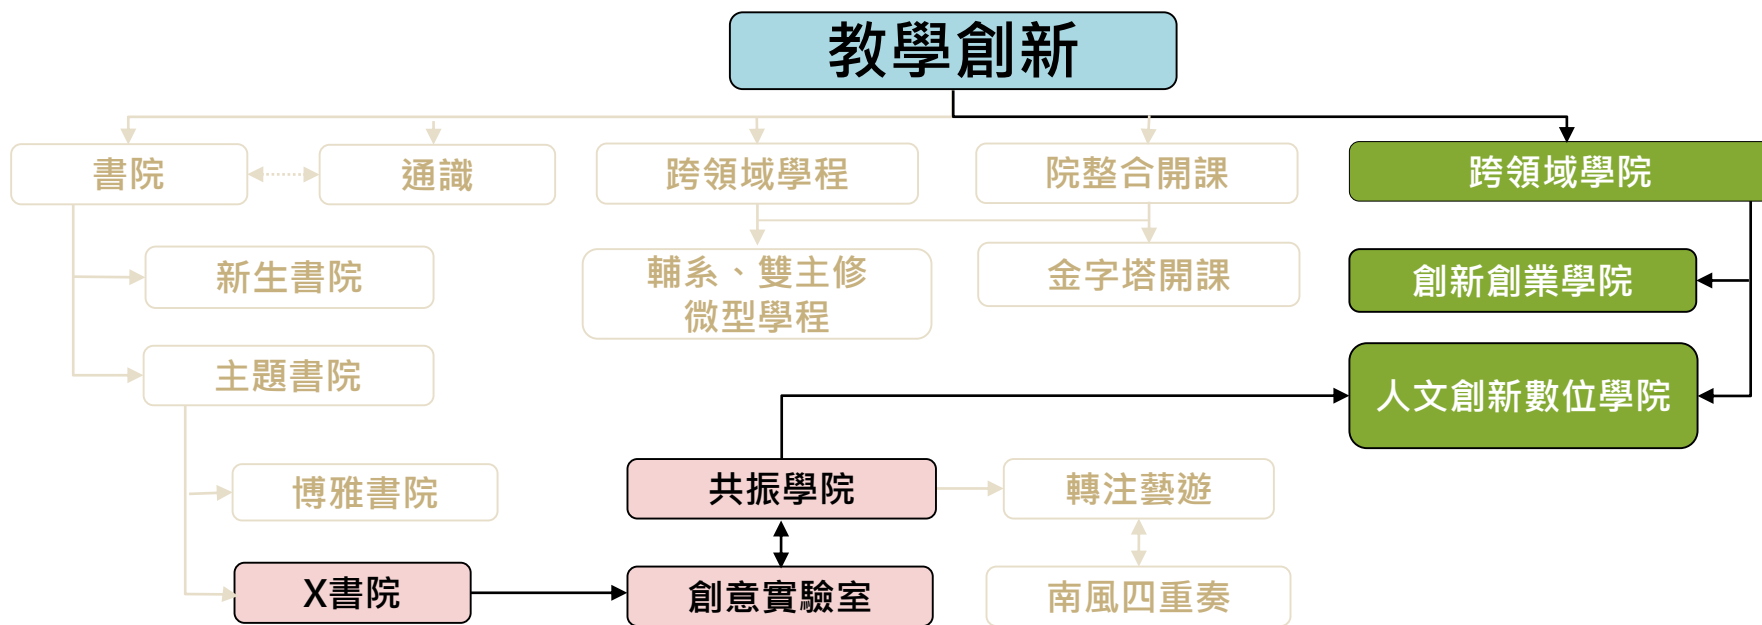 教學創新
書院
通識
跨領域學程
院整合開課
跨領域學院
新生書院
輔系、雙主修
微型學程
金字塔開課
創新創業學院
主題書院
人文創新數位學院
博雅書院
共振學院
轉注藝遊
X書院
創意實驗室
南風四重奏